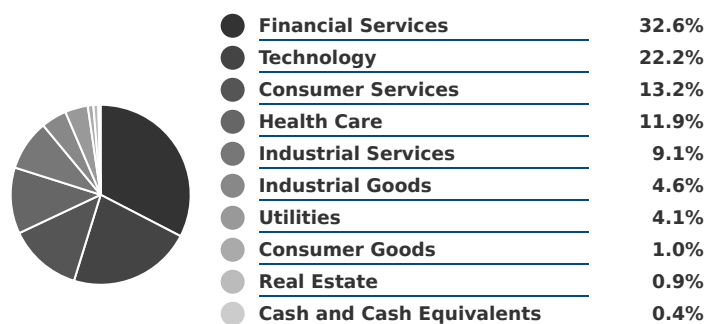 Financial Services 32.6%
Technology 22.2%
Consumer Services 13.2%
Health Care 11.9%
Industrial Services 9.1%
Industrial Goods 4.6%
Utilities 4.1%
Consumer Goods 1.0%
Real Estate 0.9%
Cash and Cash Equivalents 0.4%